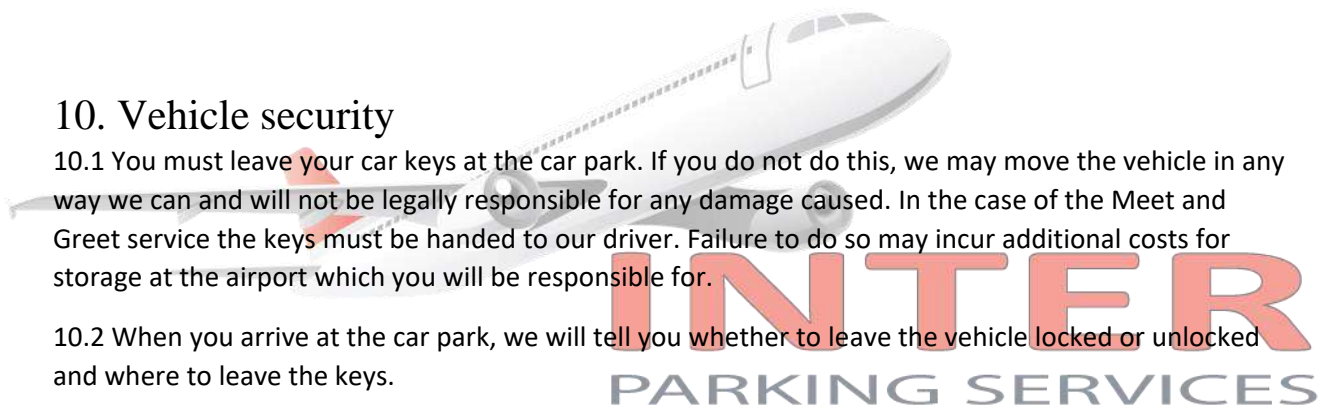 10. Vehicle security
10.1 You must leave your car keys at the car park. If you do not do this, we may move the vehicle in any
way we can and will not be legally responsible for any damage caused. In the case of the Meet and
Greet service the keys must be handed to our driver. Failure to do so may incur additional costs for
storage at the airport which you will be responsible for.
INTER
10.2 When you arrive at the car park, we will tell you whether to leave the vehicle locked or unlocked
and where to leave the keys.
PARKING SERVICES